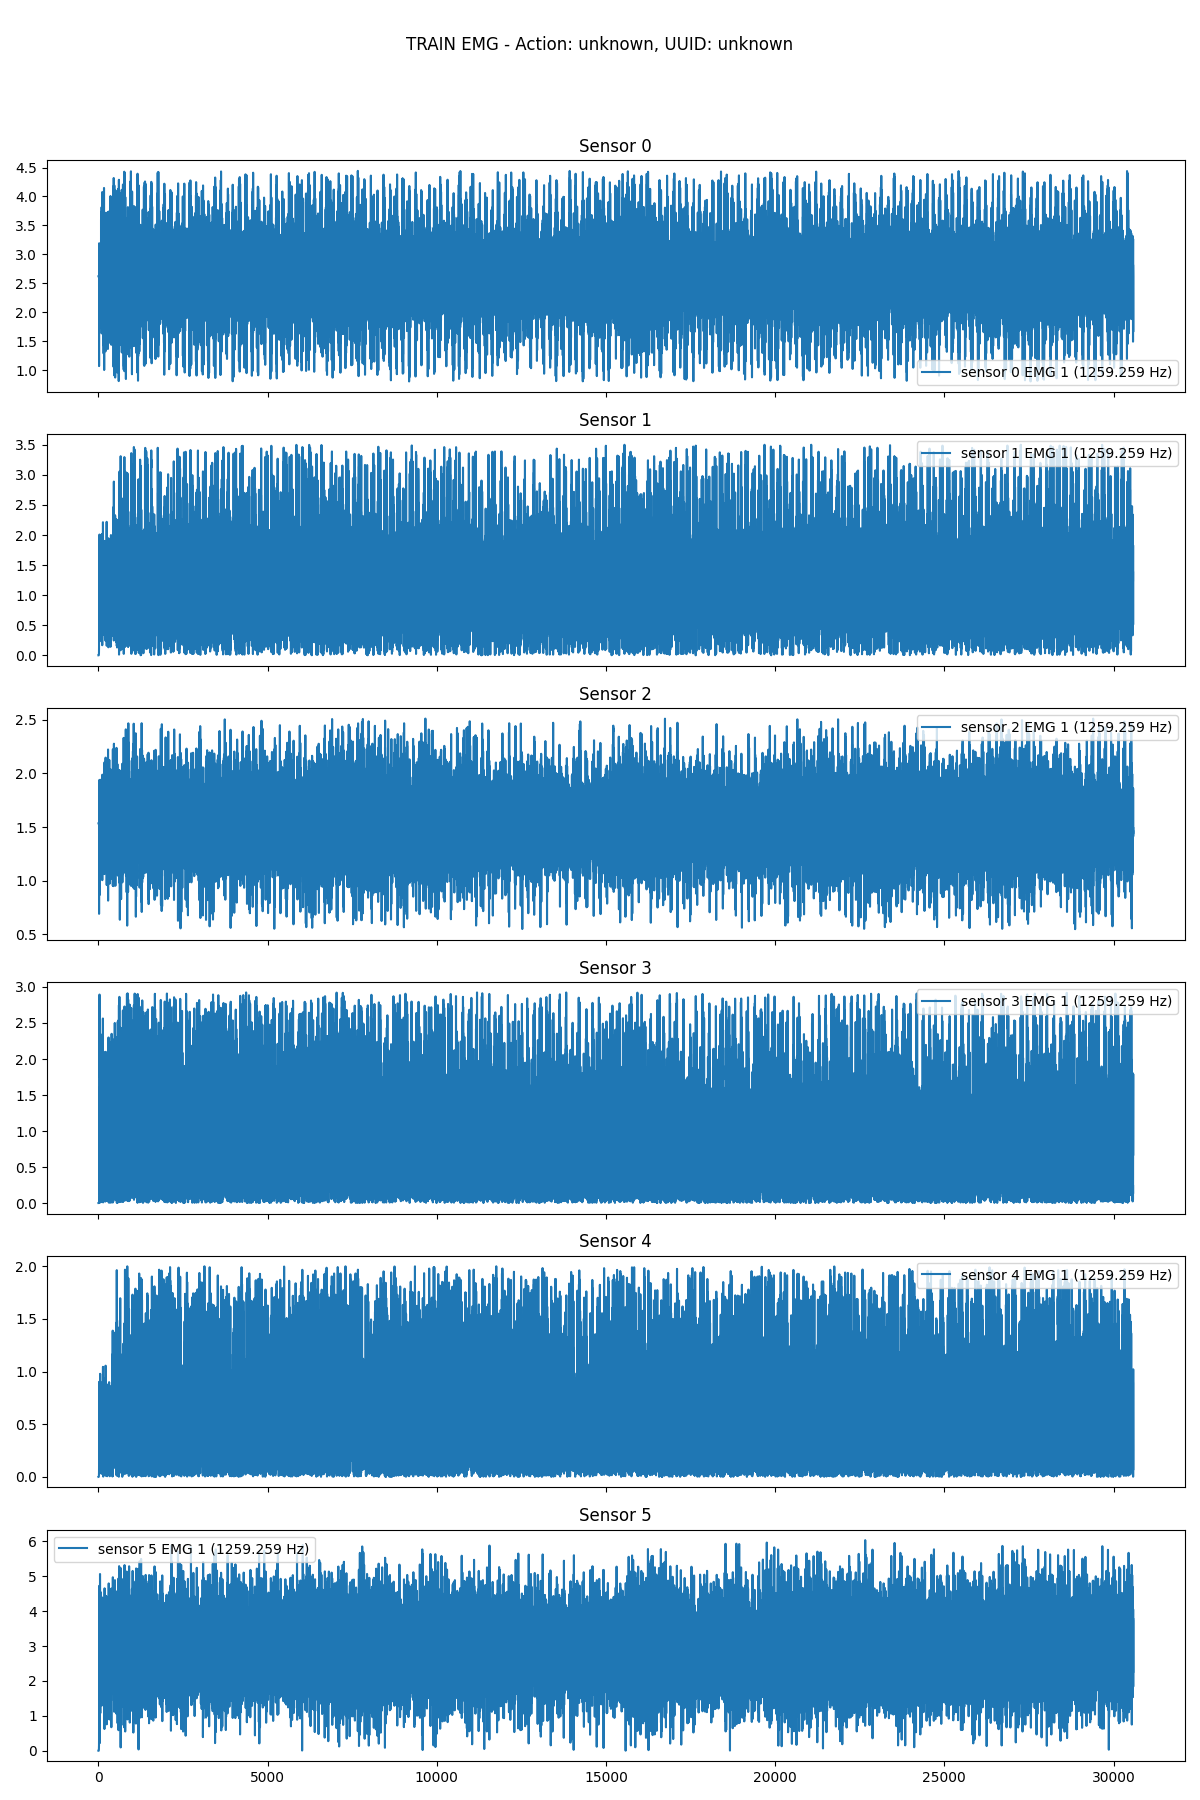 TRAIN EMG - Action: unknown, UUID: unknown
Sensor 0
4.5
4.0
3.5
3.0
2.5
2.0
1.5
1.0
sensor 0 EMG 1 (1259.259 Hz)
Sensor 1
3.5
3.0
2.5
2.0
1.5
1.0
0.5
0.0
sensor 1 EMG 1 (1259.259 Hz)
Sensor 2
2.5
2.0
1.5
1.0
0.5
sensor 2 EMG 1 (1259.259 Hz)
Sensor 3
3.0
2.5
2.0
1.5
1.0
0.5
0.0
sensor 3 EMG 1 (1259.259 Hz)
Sensor 4
2.0
1.5
1.0
0.5
0.0
sensor 4 EMG 1 (1259.259 Hz)
Sensor 5
6
5
4
3
2
1
0
sensor 5 EMG 1 (1259.259 Hz)
0 5000 10000 15000 20000 25000 30000